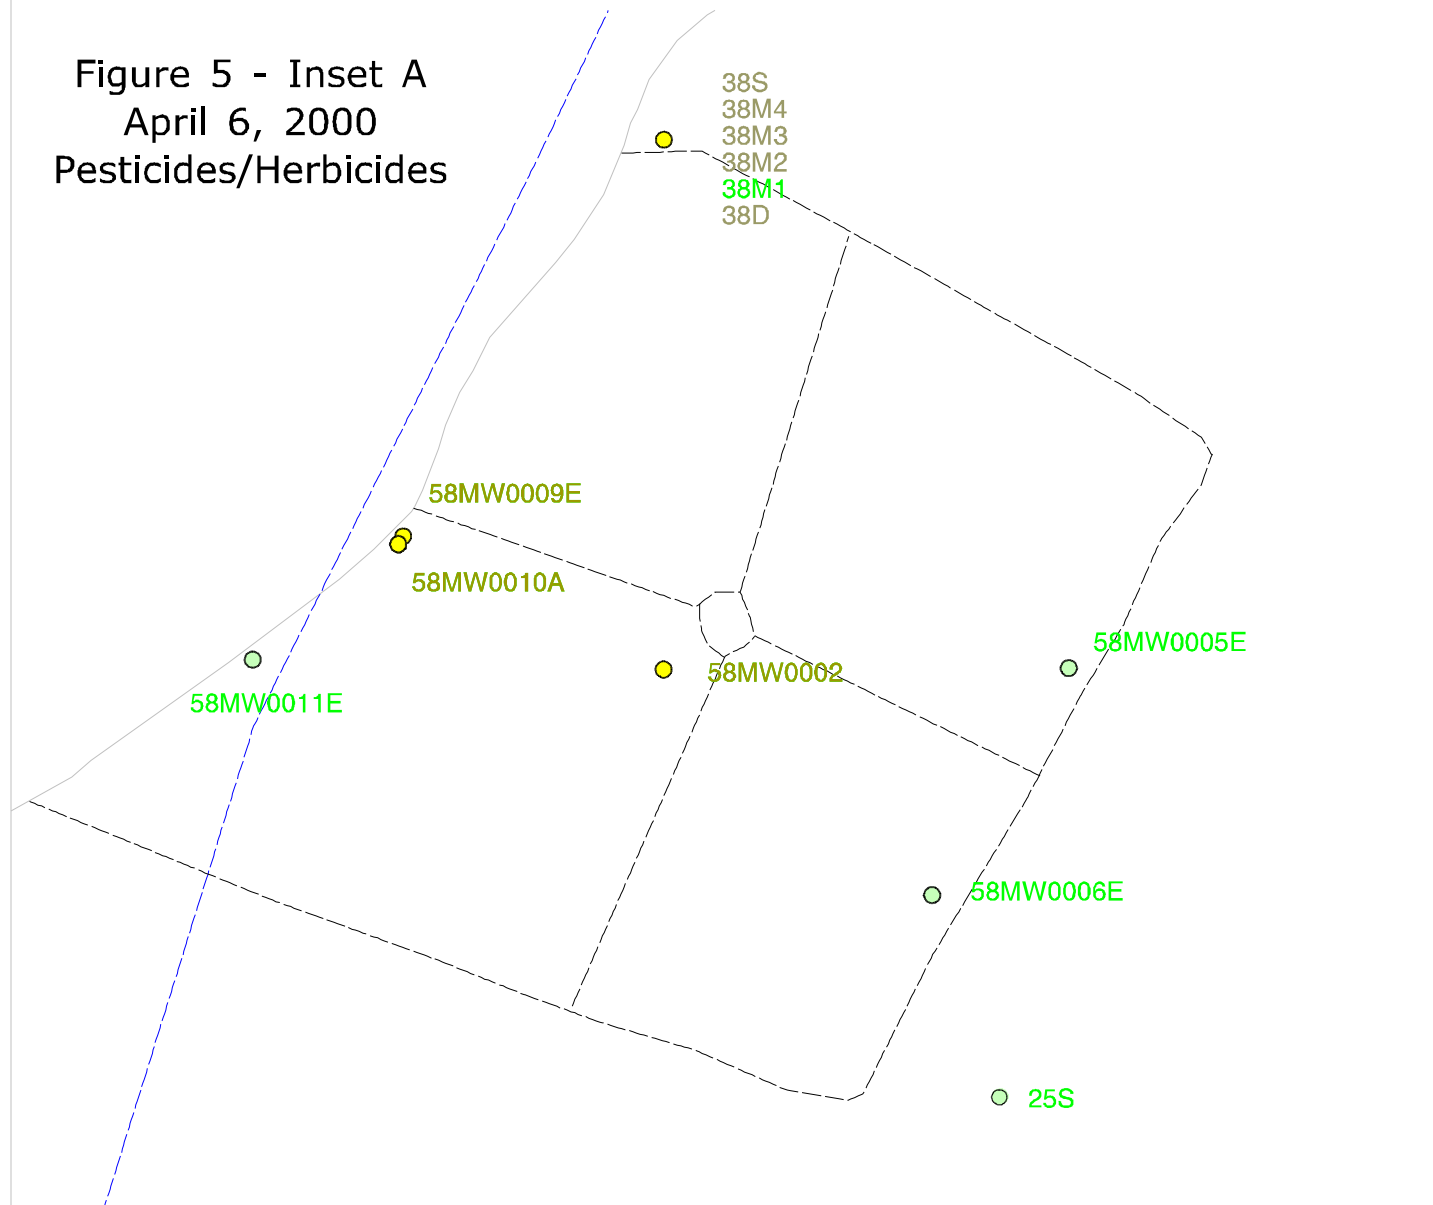 Figure 5 - Inset A
April 6, 2000
Pesticides/Herbicides
38S
38M4
38M3
38M2
38M1
38D
58MW0009E
58MW0010A
58MW0005E
58MW0002
58MW0011E
58MW0006E
25S